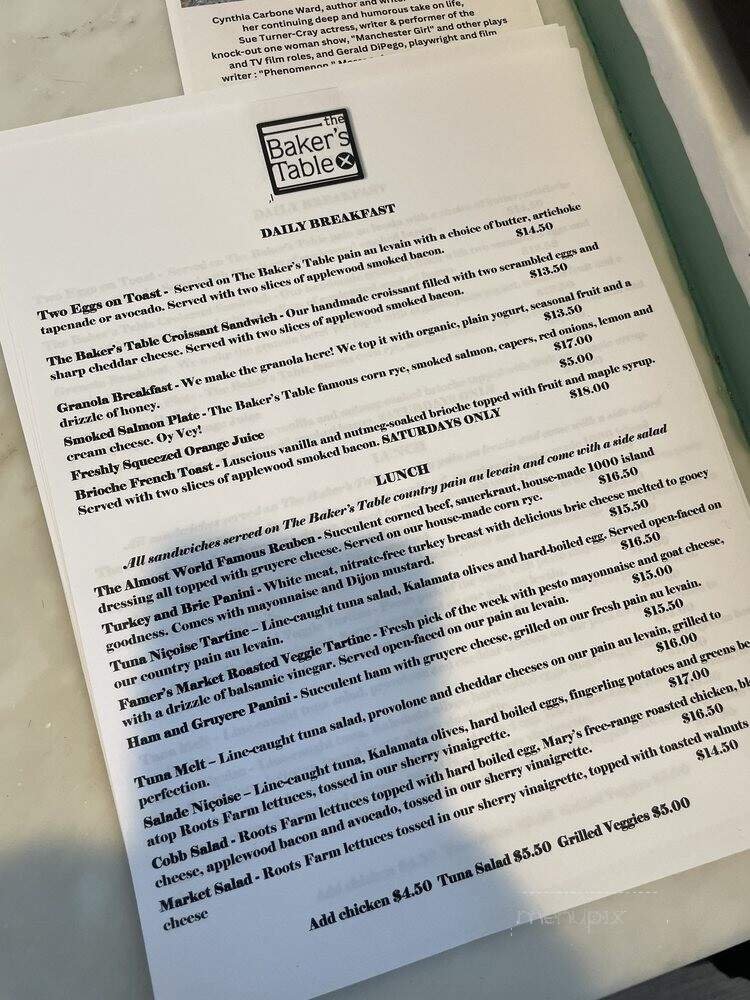 Cynthia Carbone Ward, author and
her continuing deep and humorous take on life,
Sue Turner-Cray actress, writer & performer of the
knock-out one woman show, "Manchester Girl" and other plays
and TV film roles, and Gerald DiPego, playwright and film
writer : "Phenomenon,"
the
Baker's
Table
DAILY BREAKFAST
Two Eggs on Toast - Served on The Baker's Table pain au levain with a choice of butter, artichoke
tapenade or avocado. Served with two slices of applewood smoked bacon. $14.50
The Baker's Table Croissant Sandwich - Our handmade croissant filled with two scrambled eggs and
sharp cheddar cheese. Served with two slices of applewood smoked bacon. $13.50
Granola Breakfast - We make the granola here! We top it with organic, plain yogurt, seasonal fruit and a
drizzle of honey. $13.50
Smoked Salmon Plate - The Baker's Table famous corn rye, smoked salmon, capers, red onions, lemon and
cream cheese. Oy Vey! $17.00
Freshly Squeezed Orange Juice $5.00
Brioche French Toast - Luscious vanilla and nutmeg-soaked brioche topped with fruit and maple syrup.
Served with two slices of applewood smoked bacon. SATURDAYS ONLY $18.00
LUNCH
All sandwiches served on The Baker's Table country pain au levain and come with a side salad
The Almost World Famous Reuben - Succulent corned beef, sauerkraut, house-made 1000 island
dressing all topped with gruyere cheese. Served on our house-made corn rye. $16.50
Turkey and Brie Panini - White meat, nitrate-free turkey breast with delicious brie cheese melted to gooey
goodness. Comes with mayonnaise and Dijon mustard. $15.50
Tuna Niçoise Tartine – Line-caught tuna salad, Kalamata olives and hard-boiled egg. Served open-faced on
our country pain au levain. $16.50
Famer's Market Roasted Veggie Tartine - Fresh pick of the week with pesto mayonnaise and goat cheese,
with a drizzle of balsamic vinegar. Served open-faced on our pain au levain. $15.00
Ham and Gruyere Panini - Succulent ham with gruyere cheese, grilled on our fresh pain au levain.
$15.50
Tuna Melt – Line-caught tuna salad, provolone and cheddar cheeses on our pain au levain, grilled to
perfection. $16.00
Salade Niçoise – Line-caught tuna, Kalamata olives, hard boiled eggs, fingerling potatoes and greens
atop Roots Farm lettuces, tossed in our sherry vinaigrette. $17.00
Cobb Salad - Roots Farm lettuces topped with hard boiled egg, Mary's free-range roasted chicken,
cheese, applewood bacon and avocado, tossed in our sherry vinaigrette. $16.50
Market Salad - Roots Farm lettuces tossed in our sherry vinaigrette, topped with toasted walnuts
cheese $14.50
Add chicken $4.50 Tuna Salad $5.50 Grilled Veggies $5.00
menupix